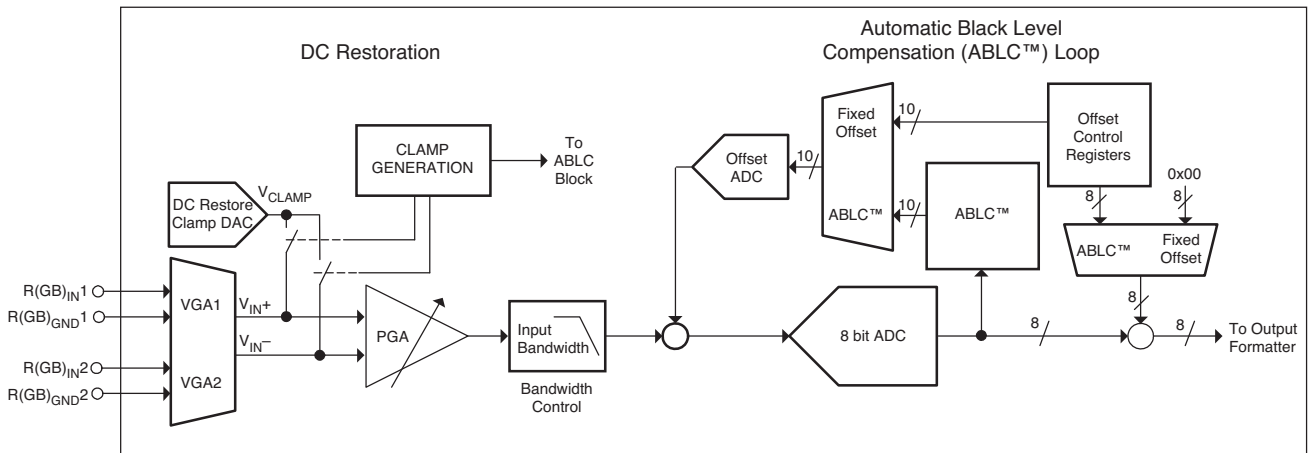 DC Restoration
Automatic Black Level
Compensation (ABLC™) Loop
CLAMP
GENERATION
To
ABLC
Block
DC Restore
Clamp DAC
V_CLAMP
R(GB)_IN1
R(GB)_GND1
R(GB)_IN2
R(GB)_GND2
VGA1
VGA2
V_IN+
V_IN–
PGA
Input
Bandwidth
Bandwidth
Control
Offset
ADC
10
Fixed
Offset
ABLC™
10
10
ABLC™
Offset
Control
Registers
8
0x00
8
ABLC™
Fixed
Offset
8
8 bit ADC
8
8
To Output
Formatter